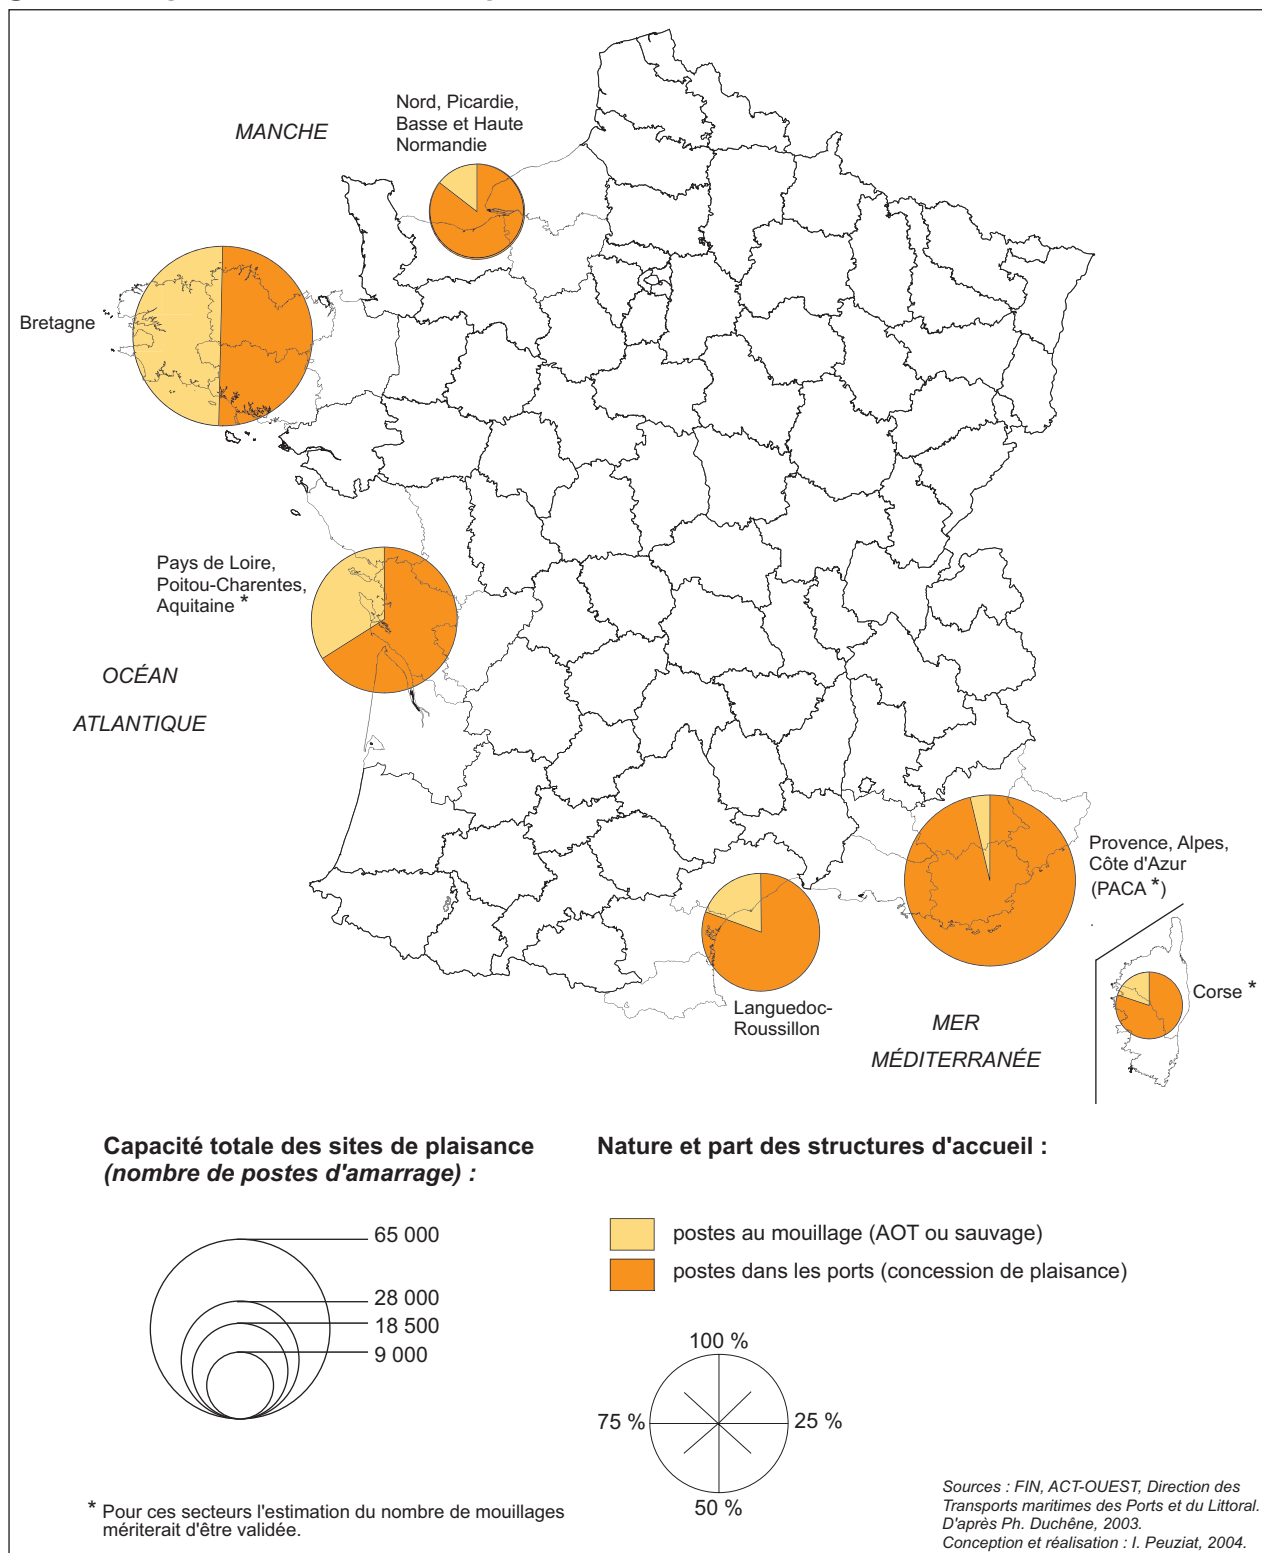 Nord, Picardie,
Basse et Haute
Normandie
MANCHE
Bretagne
Pays de Loire,
Poitou-Charentes,
Aquitaine *
OCÉAN
ATLANTIQUE
Provence, Alpes,
Côte d'Azur
(PACA *)
Corse *
Languedoc-
Roussillon
MER
MÉDITERRANÉE
Capacité totale des sites de plaisance
(nombre de postes d'amarrage) :
65 000
28 000
18 500
9 000
Nature et part des structures d'accueil :
postes au mouillage (AOT ou sauvage)
postes dans les ports (concession de plaisance)
100 %
75 %
25 %
50 %
* Pour ces secteurs l'estimation du nombre de mouillages
mériterait d'être validée.
Sources : FIN, ACT-OUEST, Direction des
Transports maritimes des Ports et du Littoral.
D'après Ph. Duchêne, 2003.
Conception et réalisation : I. Peuziat, 2004.